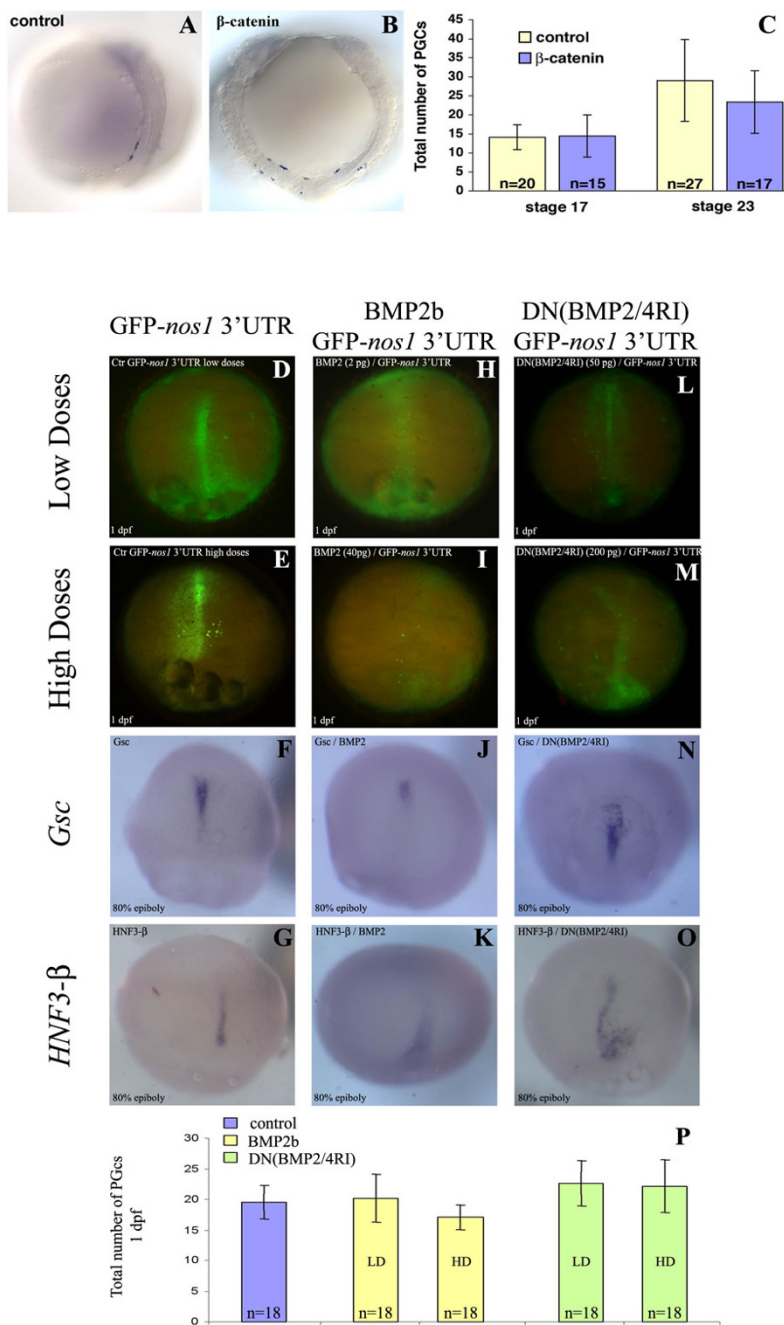 control
A
β-catenin
B
C
Total number of PGCs
45
40
35
30
25
20
15
10
5
0
control
β-catenin
n=20
n=15
n=27
n=17
stage 17
stage 23
GFP-nos1 3’UTR
BMP2b
GFP-nos1 3’UTR
DN(BMP2/4RI)
GFP-nos1 3’UTR
Low Doses
Ctr GFP-nos1 3’UTR low doses
D
1 dpf
BMP2 (2 pg) / GFP-nos1 3’UTR
H
1 dpf
DN(BMP2/4RI) (50 pg) / GFP-nos1 3’UTR
L
1 dpf
High Doses
Ctr GFP-nos1 3’UTR high doses
E
1 dpf
BMP2 (40pg) / GFP-nos1 3’UTR
I
1 dpf
DN(BMP2/4RI) (200 pg) / GFP-nos1 3’UTR
M
1 dpf
Gsc
Gsc
F
80% epiboly
Gsc / BMP2
J
80% epiboly
Gsc / DN(BMP2/4RI)
N
80% epiboly
HNF3-β
HNF3-β
G
80% epiboly
HNF3-β / BMP2
K
80% epiboly
HNF3-β / DN(BMP2/4RI)
O
80% epiboly
control
BMP2b
DN(BMP2/4RI)
P
Total number of PGcs
1 dpf
30
25
20
15
10
5
0
LD
HD
LD
HD
n=18
n=18
n=18
n=18
n=18